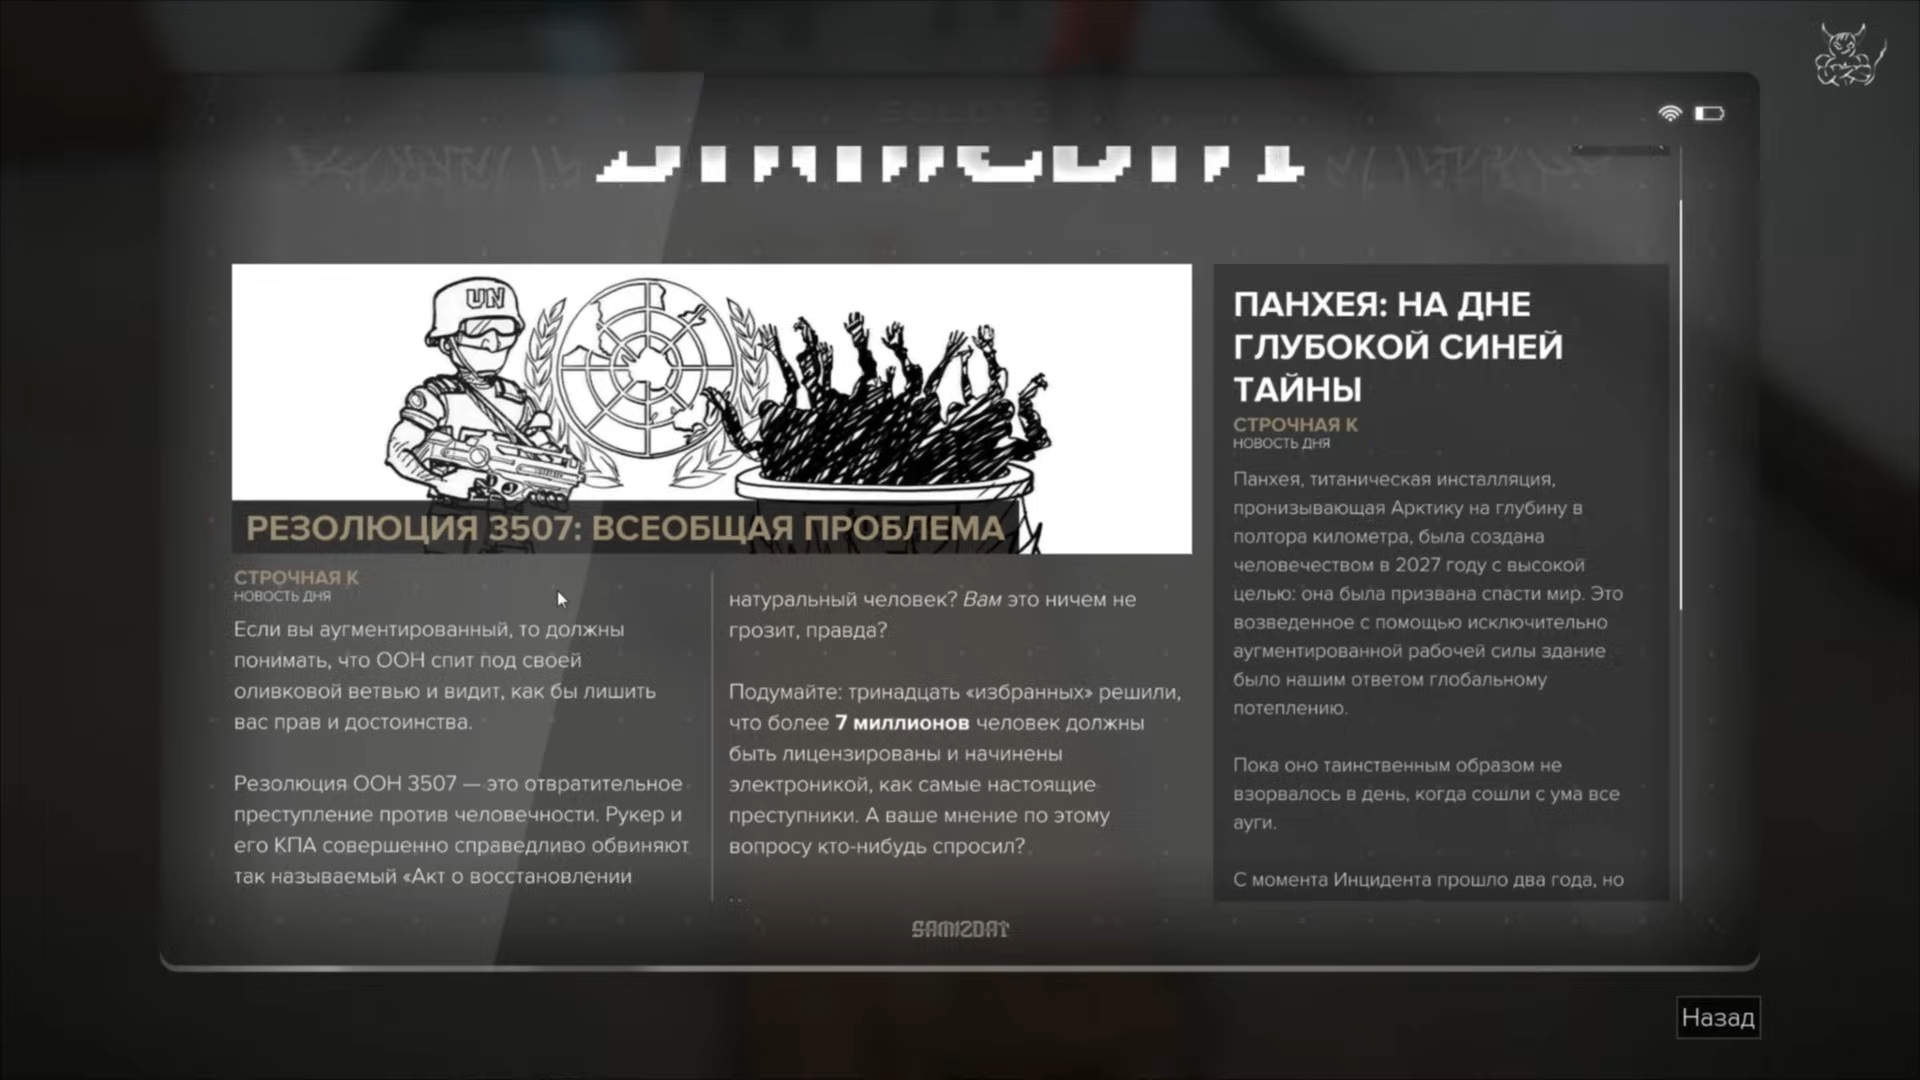 UN
РЕЗОЛЮЦИЯ 3507: ВСЕОБЩАЯ ПРОБЛЕМА
СТРОЧНАЯ К
НОВОСТЬ ДНЯ
Если вы аугментированный, то должны
понимать, что ООН спит под своей
оливковой ветвью и видит, как бы лишить
вас прав и достоинства.
Резолюция ООН 3507 — это отвратительное
преступление против человечности. Рукер и
его КПА совершенно справедливо обвиняют
так называемый «Акт о восстановлении
натуральный человек? Вам это ничем не
грозит, правда?
Подумайте: тринадцать «избранных» решили,
что более 7 миллионов человек должны
быть лицензированы и начинены
электроникой, как самые настоящие
преступники. А ваше мнение по этому
вопросу кто-нибудь спросил?
ПАНХЕЯ: НА ДНЕ
ГЛУБОКОЙ СИНЕЙ
ТАЙНЫ
СТРОЧНАЯ К
НОВОСТЬ ДНЯ
Панхея, титаническая инсталляция,
пронизывающая Арктику на глубину в
полтора километра, была создана
человечеством в 2027 году с высокой
целью: она была призвана спасти мир. Это
возведенное с помощью исключительно
аугментированной рабочей силы здание
было нашим ответом глобальному
потеплению.
Пока оно таинственным образом не
взорвалось в день, когда сошли с ума все
ауги.
С момента Инцидента прошло два года, но
SAMIZDAT
Назад